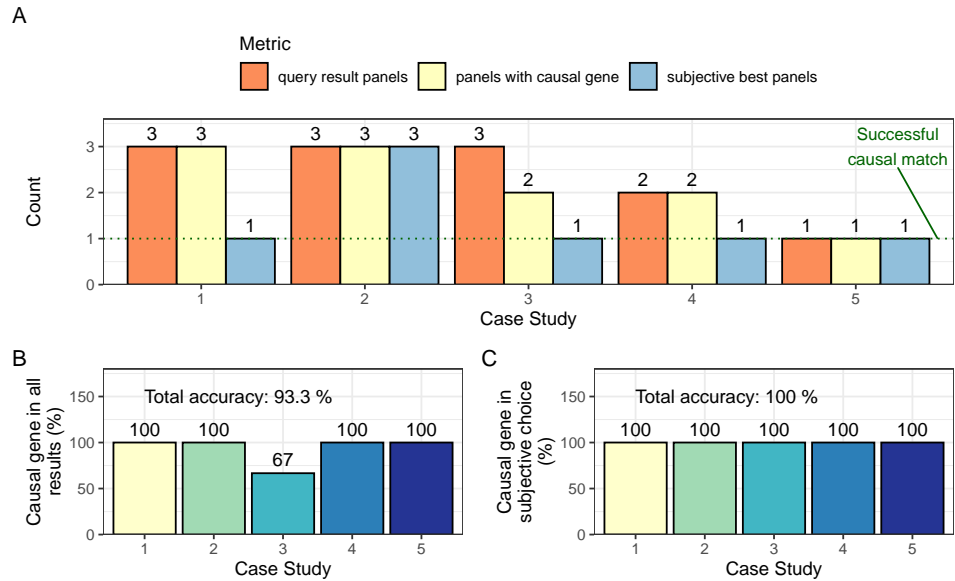 A
Metric
query result panels
panels with causal gene
subjective best panels
Count
3
2
1
0
3 3 1 3 3 3 3 2 1 2 2 1 1 1 1
Successful
causal match
1 2 3 4 5
Case Study
B
Causal gene in all
results (%)
150
100
50
0
Total accuracy: 93.3 %
100 100 67 100 100
1 2 3 4 5
Case Study
C
Causal gene in
subjective choice
(%)
150
100
50
0
Total accuracy: 100 %
100 100 100 100 100
1 2 3 4 5
Case Study